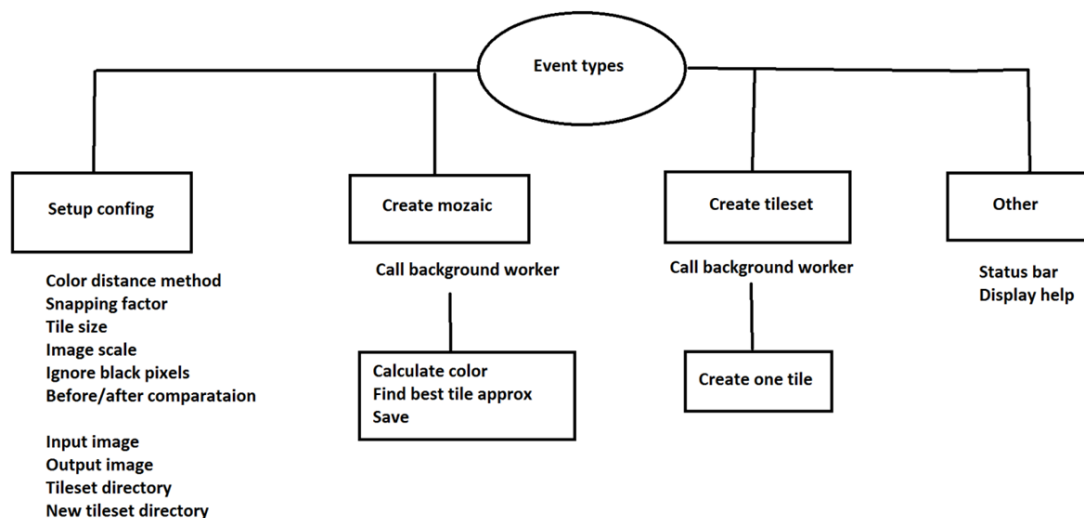 Event types
Setup confing
Color distance method
Snapping factor
Tile size
Image scale
Ignore black pixels
Before/after comparataion
Input image
Output image
Tileset directory
New tileset directory
Create mozaic
Call background worker
Calculate color
Find best tile approx
Save
Create tileset
Call background worker
Create one tile
Other
Status bar
Display help